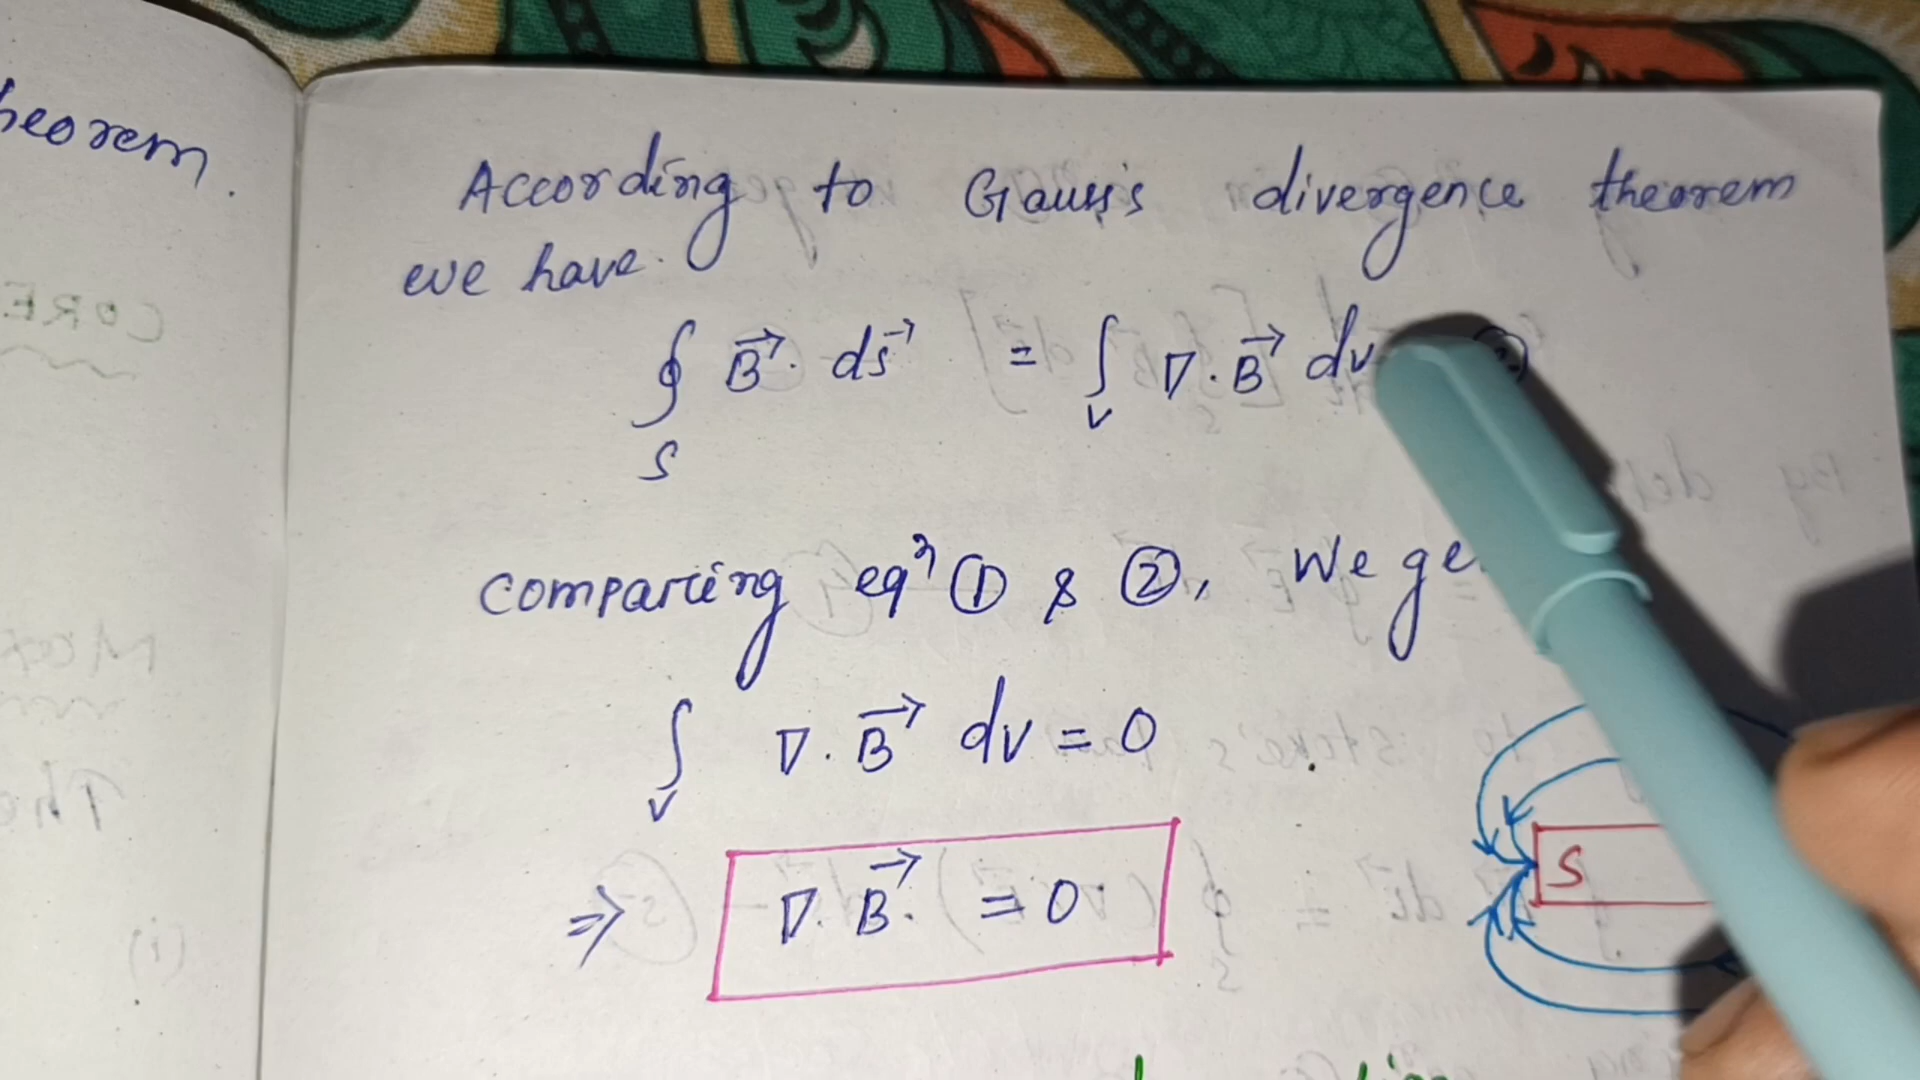 heorem.
According to Gauss's divergence theorem
we have.
∮ B⃗ . ds⃗ = ∫ ∇ . B⃗ dv ②
S V
Comparing eqⁿ ① & ②, We ge
∫ ∇ . B⃗ dv = 0
V
⇒ ∇ . B⃗ . = 0
S